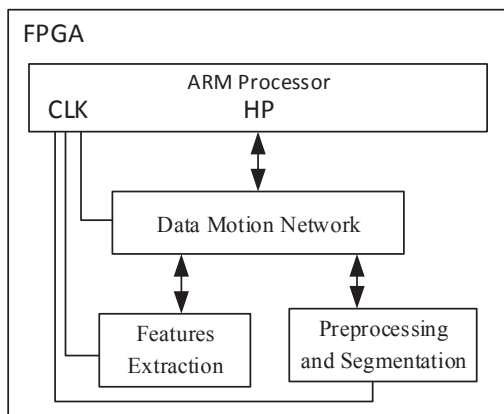 FPGA
ARM Processor
CLK HP
Data Motion Network
Features
Extraction
Preprocessing
and Segmentation